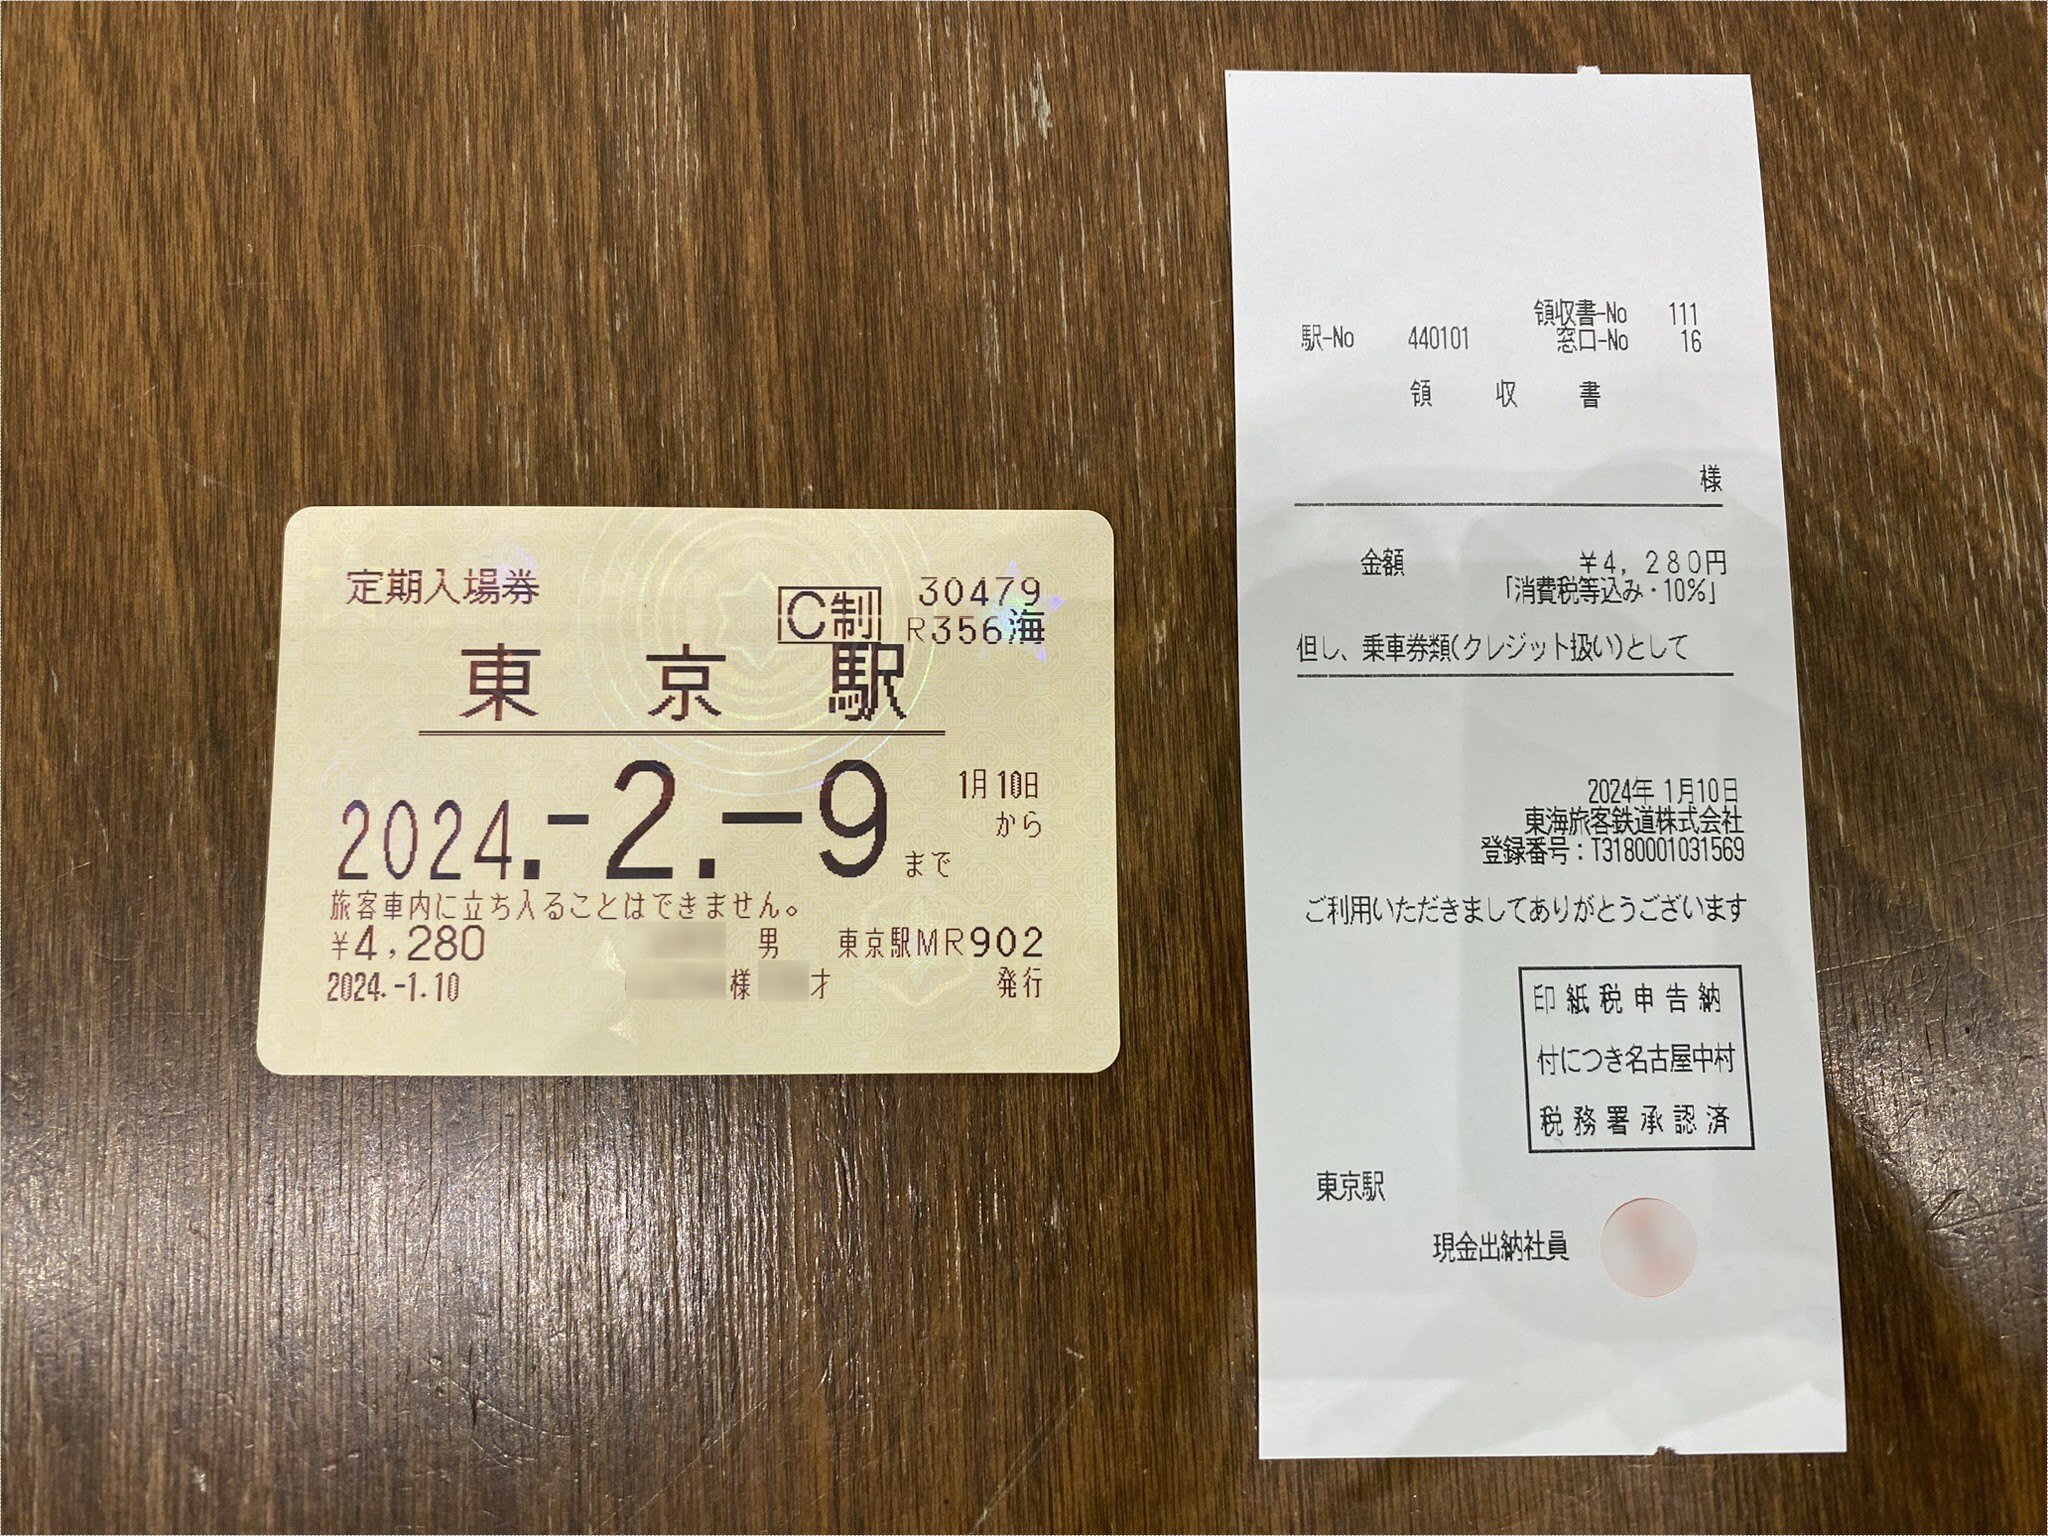 定期入場券
C制
30479
R356海
東京駅
2024.-2.-9まで
1月10日から
旅客車内に立ち入ることはできません。
¥4,280 男 東京駅MR902
2024.-1.10 様 才 発行
領収書-No 111
駅-No 440101 窓口-No 16
領収書
様
金額 ¥4,280円
「消費税等込み・10%」
但し、乗車券類(クレジット扱い)として
2024年 1月10日
東海旅客鉄道株式会社
登録番号:T3180001031569
ご利用いただきましてありがとうございます
印紙税申告納
付につき名古屋中村
税務署承認済
東京駅
現金出納社員